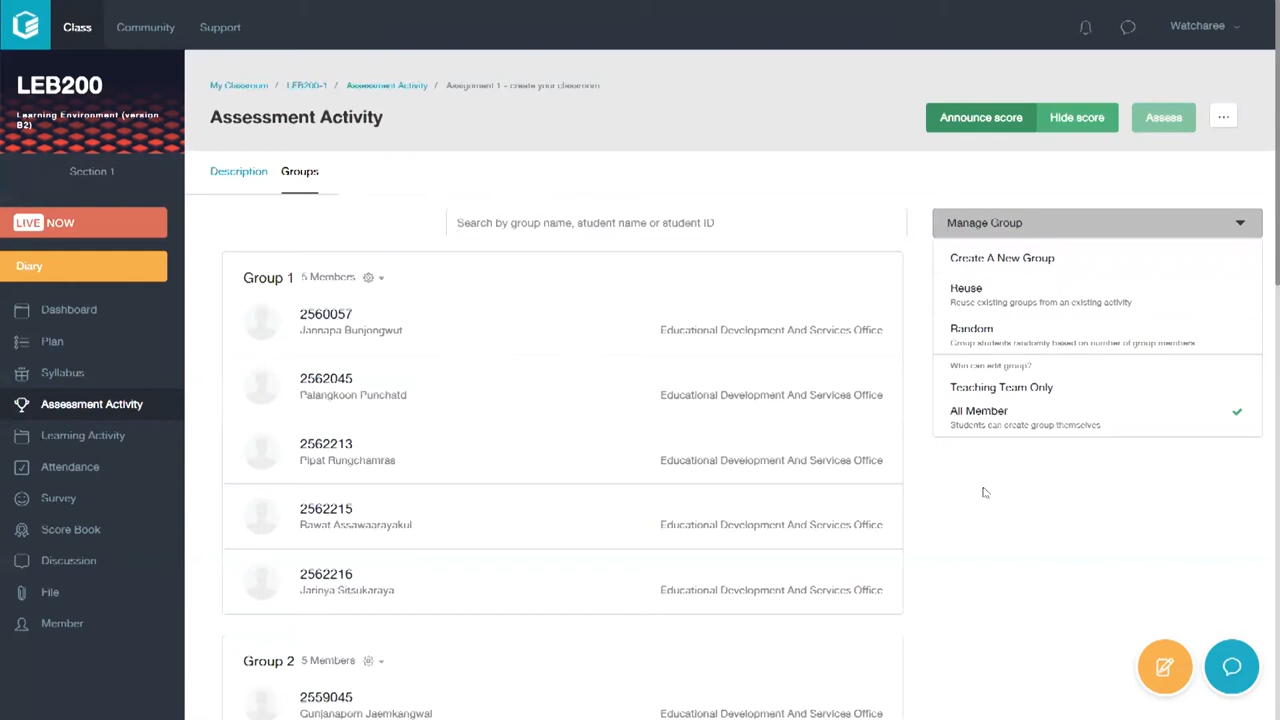 Class
Community
Support
Watcharee
LEB200
Learning Environment (version
B2)
Section 1
LIVE NOW
Diary
Dashboard
Plan
Syllabus
Assessment Activity
Learning Activity
Attendance
Survey
Score Book
Discussion
File
Member
My Classroom / LEB200-1 / Assessment Activity / Assignment 1 - create your classroom
Assessment Activity
Announce score
Hide score
Assess
...
Description
Groups
Search by group name, student name or student ID
Group 1 5 Members
2560057
Jannapa Bunjongwut
Educational Development And Services Office
2562045
Palangkoon Punchatd
Educational Development And Services Office
2562213
Pipat Rungchamras
Educational Development And Services Office
2562215
Rawat Assawaarayakul
Educational Development And Services Office
2562216
Jarinya Sitsukaraya
Educational Development And Services Office
Group 2 5 Members
2559045
Gunjanaporn Jaemkangwal
Educational Development And Services Office
Manage Group
Create A New Group
Reuse
Reuse existing groups from an existing activity
Random
Group students randomly based on number of group members
Who can edit group?
Teaching Team Only
All Member
Students can create group themselves